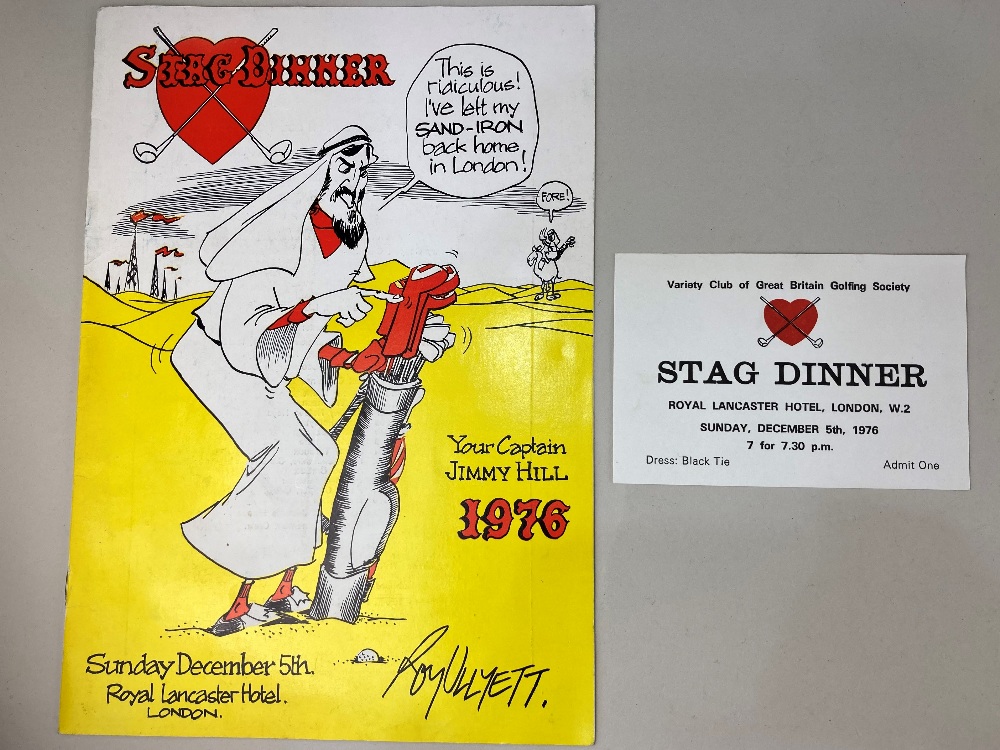 STAG DINNER
This is
ridiculous!
I've left my
SAND-IRON
back home
in London!
FORE!
Your Captain
JIMMY HILL
1976
Sunday December 5th.
Royal Lancaster Hotel.
LONDON.
ROY ULLYETT.
Variety Club of Great Britain Golfing Society
STAG DINNER
ROYAL LANCASTER HOTEL, LONDON, W.2
SUNDAY, DECEMBER 5th, 1976
7 for 7.30 p.m.
Dress: Black Tie
Admit One